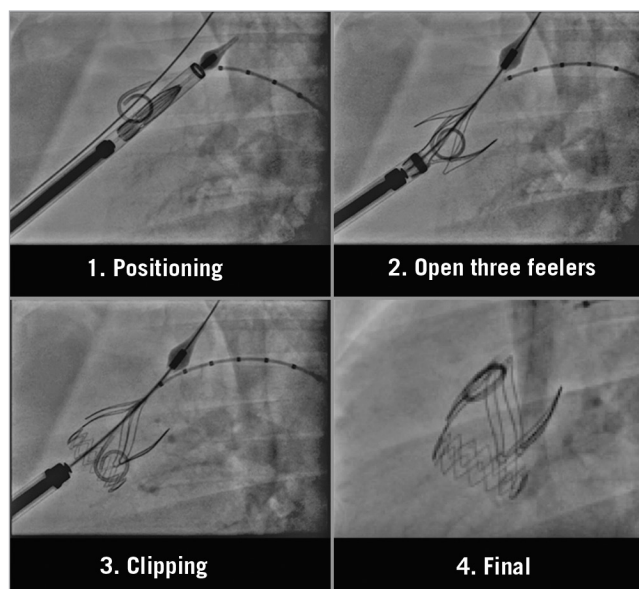 1. Positioning
2. Open three feelers
3. Clipping
4. Final